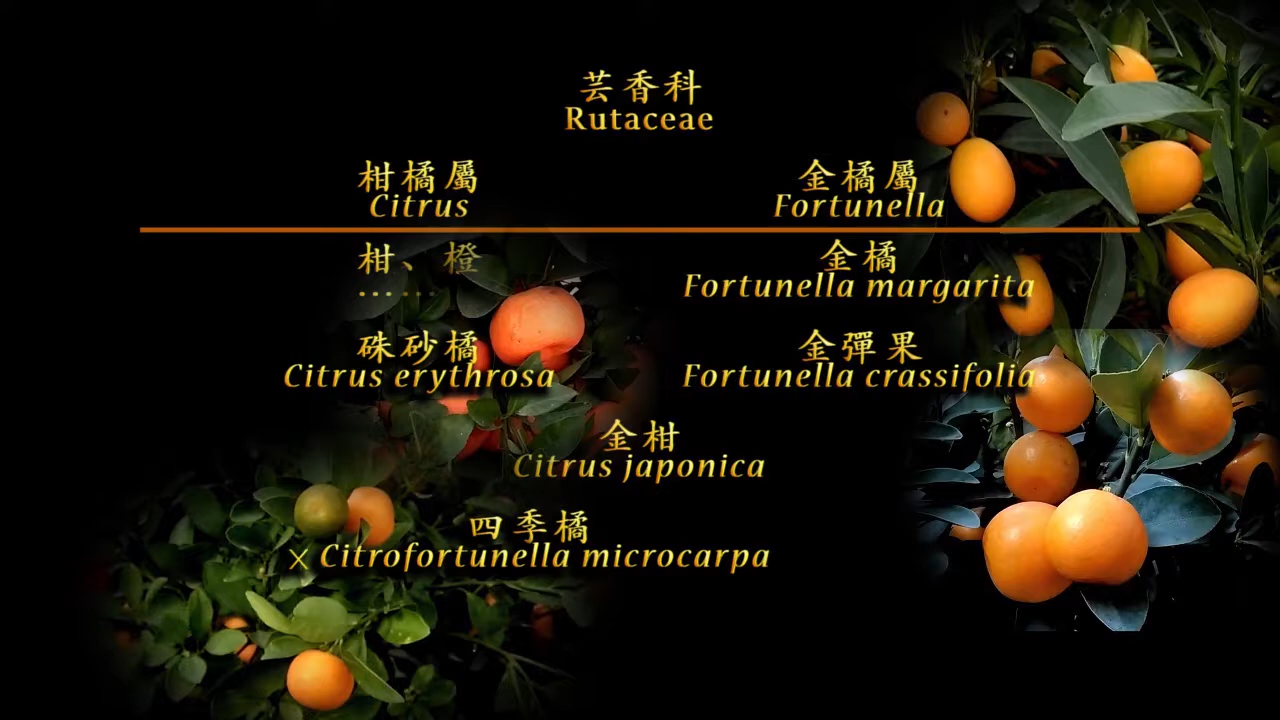 芸香科
Rutaceae
柑橘屬
Citrus
金橘屬
Fortunella
柑、橙
……
金橘
Fortunella margarita
硃砂橘
Citrus erythrosa
金彈果
Fortunella crassifolia
金柑
Citrus japonica
四季橘
× Citrofortunella microcarpa